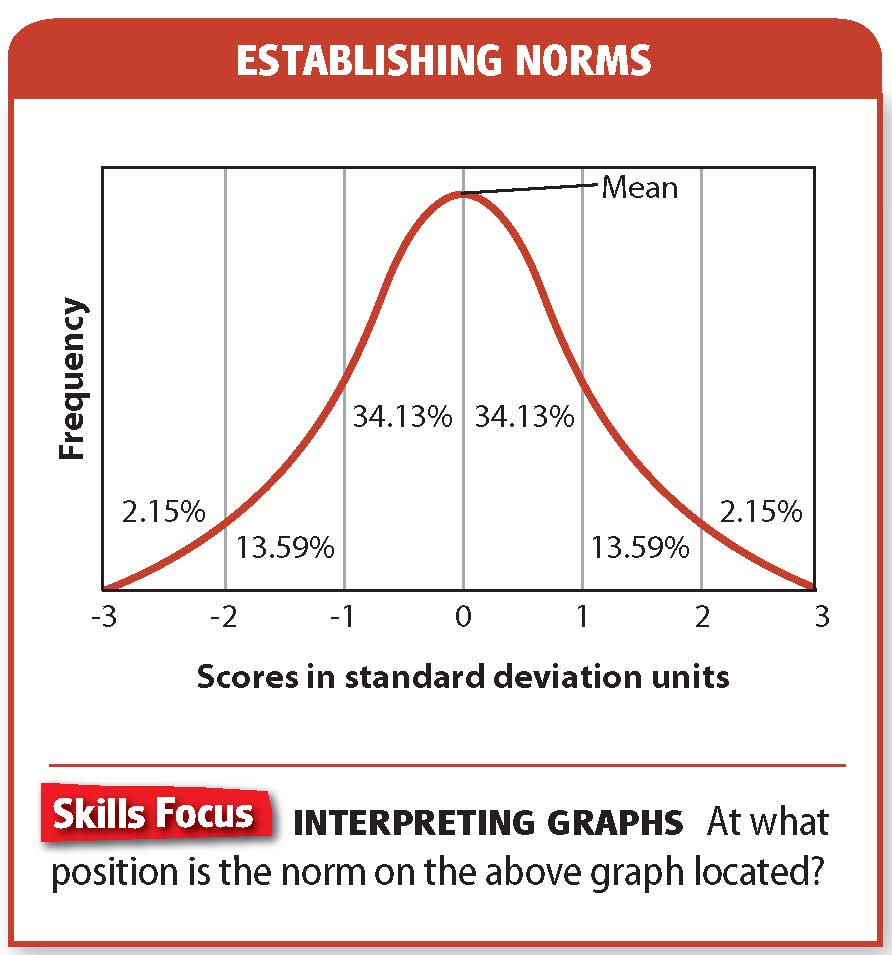 ESTABLISHING NORMS
Mean
Frequency
34.13% 34.13%
2.15% 2.15%
13.59% 13.59%
-3 -2 -1 0 1 2 3
Scores in standard deviation units
Skills Focus INTERPRETING GRAPHS At what
position is the norm on the above graph located?